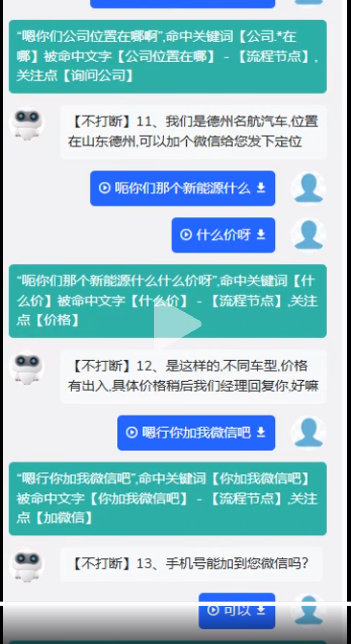 “嗯你们公司位置在哪啊”,命中关键词【公司.*在
哪】被命中文字【公司位置在哪】-【流程节点】,
关注点【询问公司】
【不打断】11、我们是德州名航汽车,位置
在山东德州,可以加个微信给您发下定位
呃你们那个新能源什么
什么价呀
“呃你们那个新能源什么什么价呀”,命中关键词【什
么价】被命中文字【什么价】-【流程节点】,关注
点【价格】
【不打断】12、是这样的,不同车型,价格
有出入,具体价格稍后我们经理回复你,好嘛
嗯行你加我微信吧
“嗯行你加我微信吧”,命中关键词【你加我微信吧】
被命中文字【你加我微信吧】-【流程节点】,关注
点【加微信】
【不打断】13、手机号能加到您微信吗?
可以